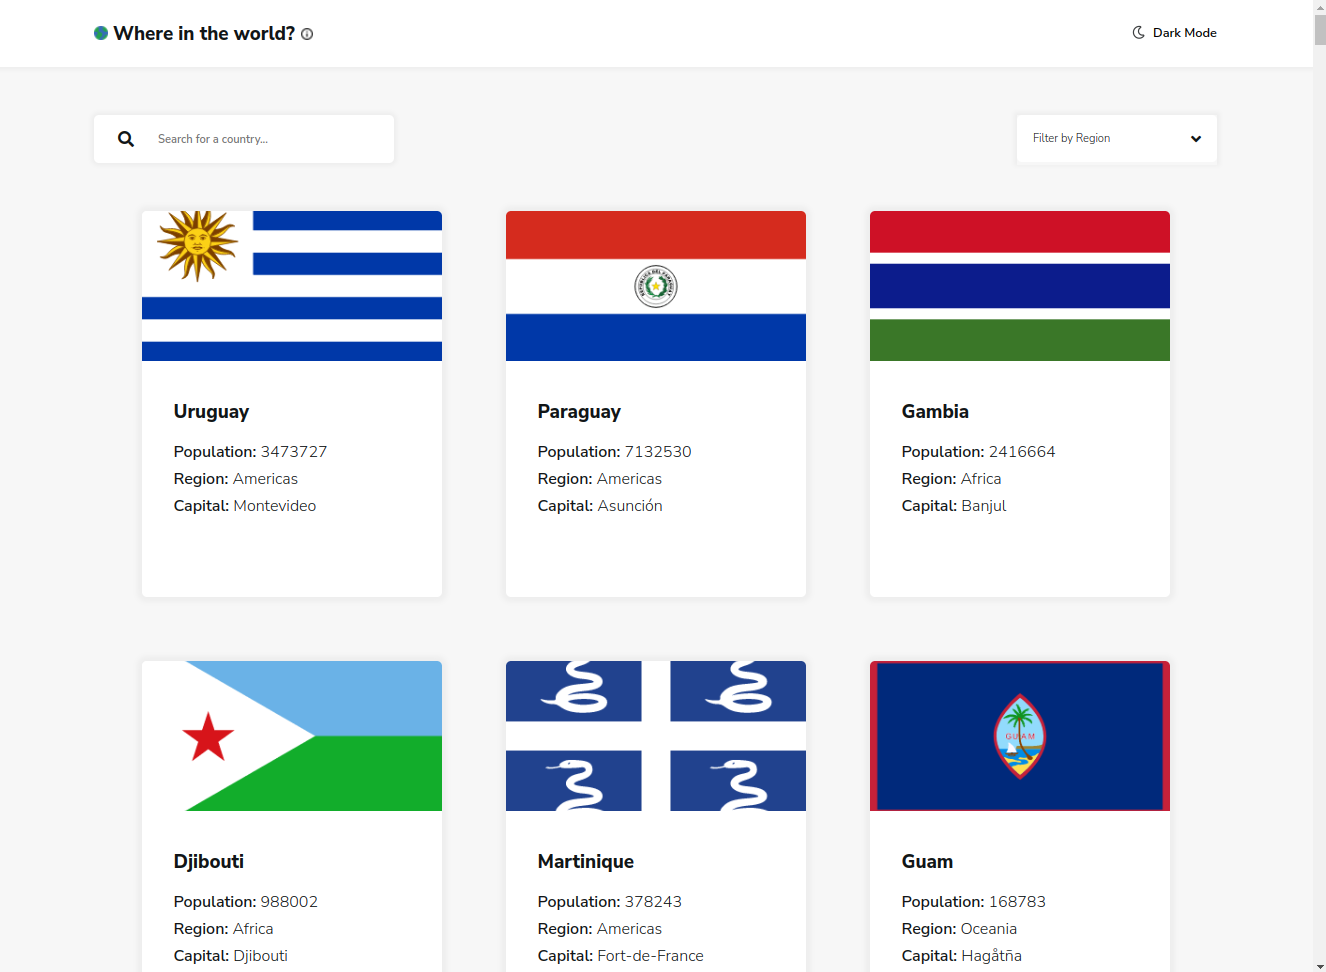 Where in the world?
Dark Mode
Search for a country...
Filter by Region
Uruguay
Population: 3473727
Region: Americas
Capital: Montevideo
REPUBLICA DEL PARAGUAY
Paraguay
Population: 7132530
Region: Americas
Capital: Asunción
Gambia
Population: 2416664
Region: Africa
Capital: Banjul
Djibouti
Population: 988002
Region: Africa
Capital: Djibouti
Martinique
Population: 378243
Region: Americas
Capital: Fort-de-France
GUAM
Guam
Population: 168783
Region: Oceania
Capital: Hagåtña